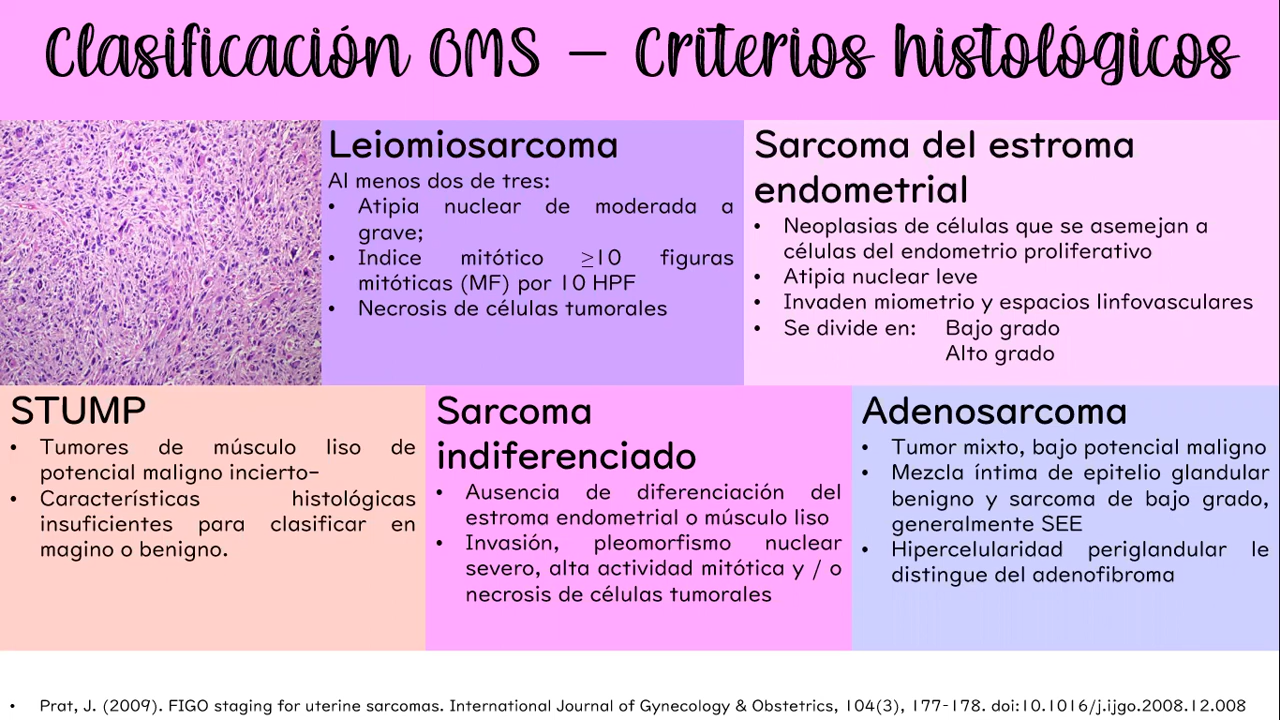 Clasificación OMS – Criterios histológicos
Leiomiosarcoma
Al menos dos de tres:
• Atipia nuclear de moderada a
grave;
• Indice mitótico ≥10 figuras
mitóticas (MF) por 10 HPF
• Necrosis de células tumorales
Sarcoma del estroma
endometrial
• Neoplasias de células que se asemejan a
células del endometrio proliferativo
• Atipia nuclear leve
• Invaden miometrio y espacios linfovasculares
• Se divide en: Bajo grado
Alto grado
STUMP
• Tumores de músculo liso de
potencial maligno incierto–
• Características histológicas
insuficientes para clasificar en
magino o benigno.
Sarcoma
indiferenciado
• Ausencia de diferenciación del
estroma endometrial o músculo liso
• Invasión, pleomorfismo nuclear
severo, alta actividad mitótica y / o
necrosis de células tumorales
Adenosarcoma
• Tumor mixto, bajo potencial maligno
• Mezcla íntima de epitelio glandular
benigno y sarcoma de bajo grado,
generalmente SEE
• Hipercelularidad periglandular le
distingue del adenofibroma
• Prat, J. (2009). FIGO staging for uterine sarcomas. International Journal of Gynecology & Obstetrics, 104(3), 177-178. doi:10.1016/j.ijgo.2008.12.008